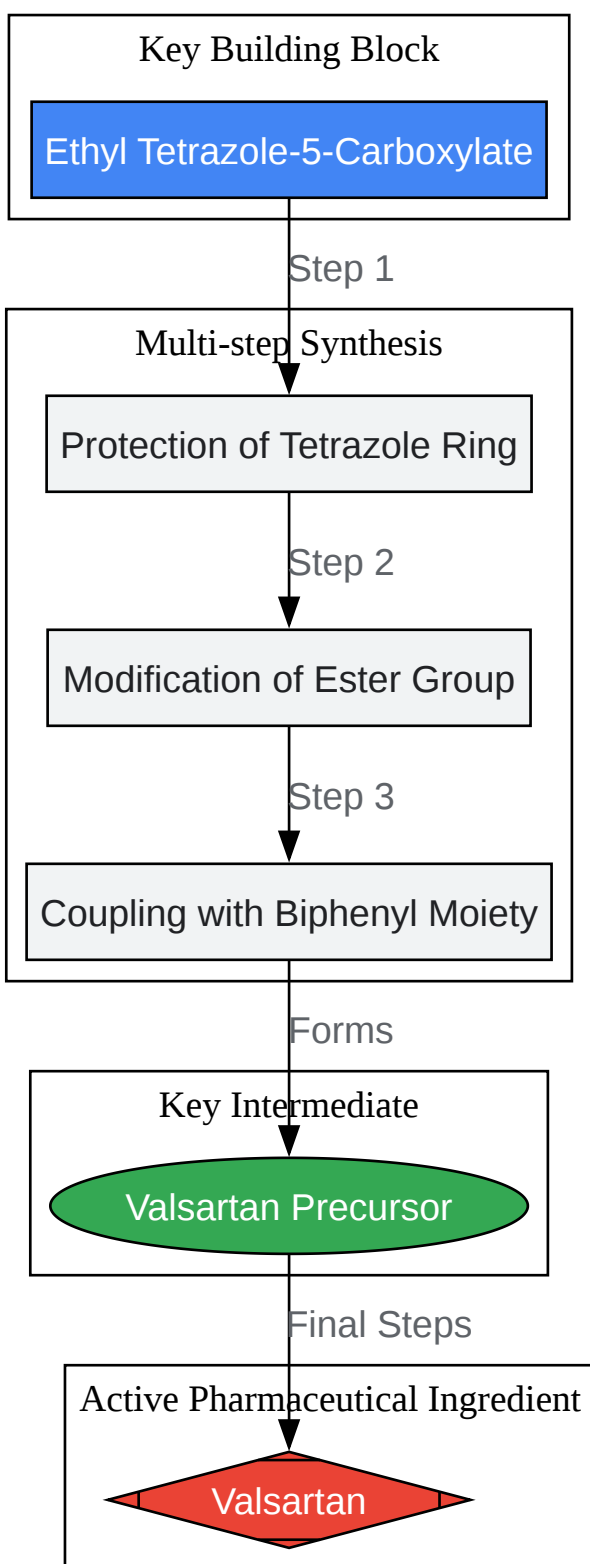 Key Building Block
Ethyl Tetrazole-5-Carboxylate
Step 1
Multi-step Synthesis
Protection of Tetrazole Ring
Step 2
Modification of Ester Group
Step 3
Coupling with Biphenyl Moiety
Forms
Key Intermediate
Valsartan Precursor
Final Steps
Active Pharmaceutical Ingredient
Valsartan